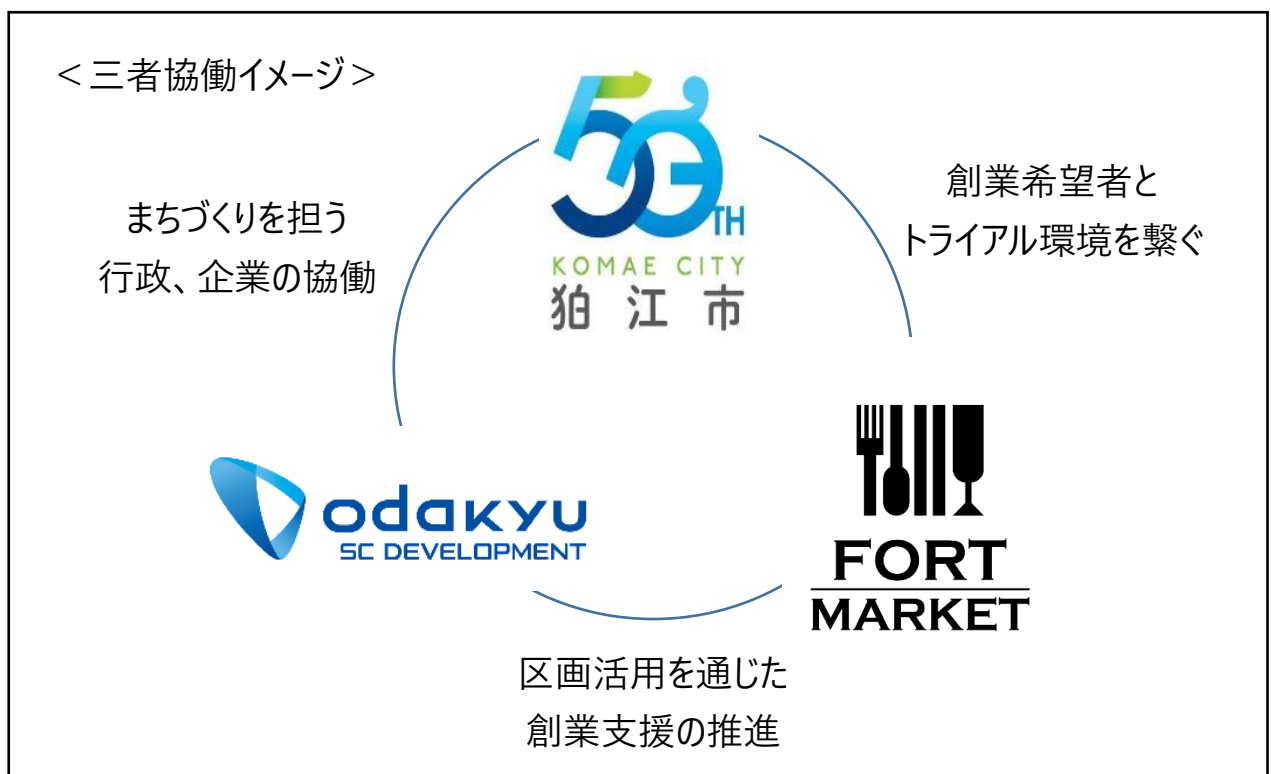 ＜三者協働イメージ＞
50TH
KOMAE CITY
狛江市
まちづくりを担う
行政、企業の協働
創業希望者と
トライアル環境を繋ぐ
odakyu
SC DEVELOPMENT
FORT
MARKET
区画活用を通じた
創業支援の推進